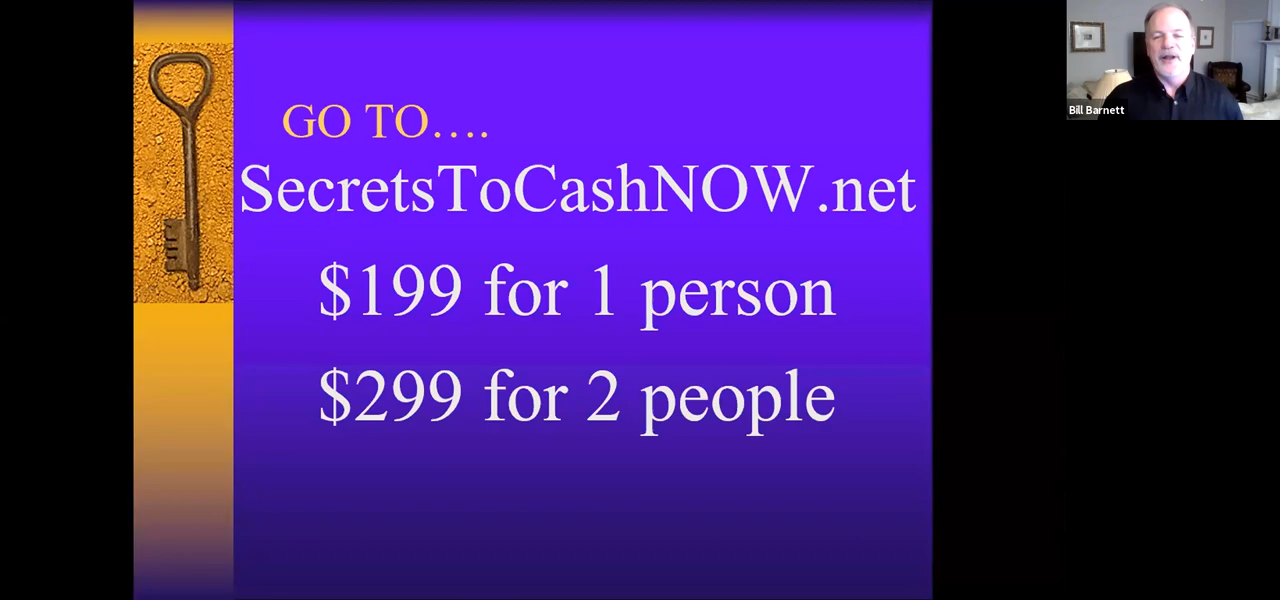 GO TO….
SecretsToCashNOW.net
$199 for 1 person
$299 for 2 people
Bill Barnett